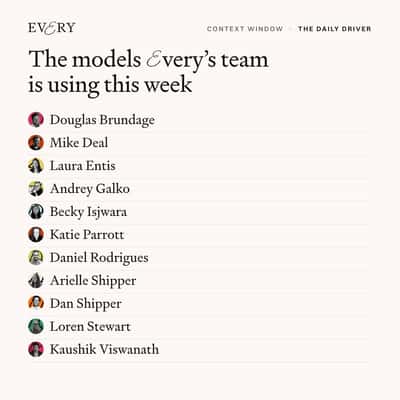 EVERY
CONTEXT WINDOW · THE DAILY DRIVER
The models Every's team
is using this week
Douglas Brundage
Mike Deal
Laura Entis
Andrey Galko
Becky Isjwara
Katie Parrott
Daniel Rodrigues
Arielle Shipper
Dan Shipper
Loren Stewart
Kaushik Viswanath